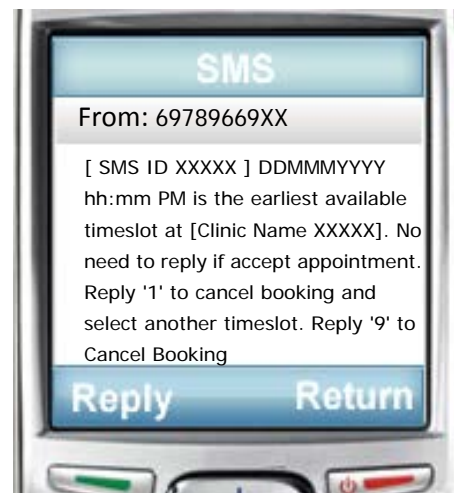 SMS
From: 69789669XX
[ SMS ID XXXXX ] DDMMMYYYY
hh:mm PM is the earliest available
timeslot at [Clinic Name XXXXX]. No
need to reply if accept appointment.
Reply '1' to cancel booking and
select another timeslot. Reply '9' to
Cancel Booking
Reply Return